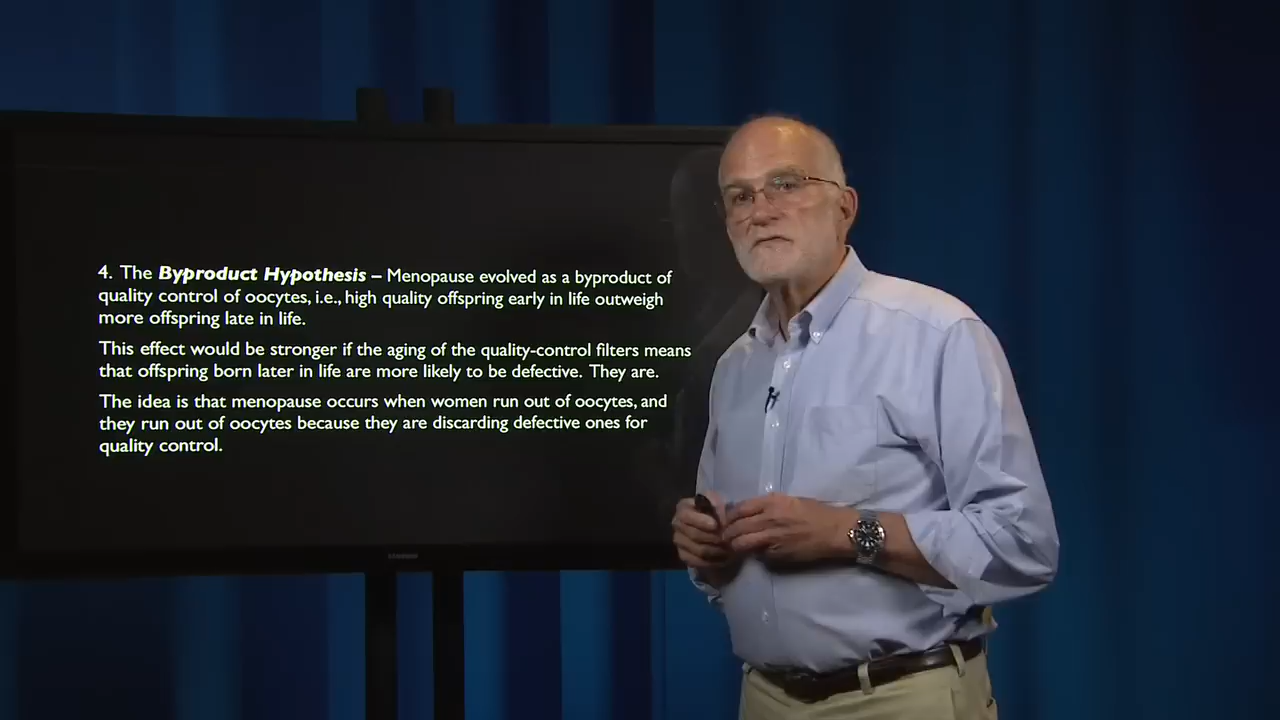 4. The Byproduct Hypothesis – Menopause evolved as a byproduct of
quality control of oocytes, i.e., high quality offspring early in life outweigh
more offspring late in life.
This effect would be stronger if the aging of the quality-control filters means
that offspring born later in life are more likely to be defective. They are.
The idea is that menopause occurs when women run out of oocytes, and
they run out of oocytes because they are discarding defective ones for
quality control.